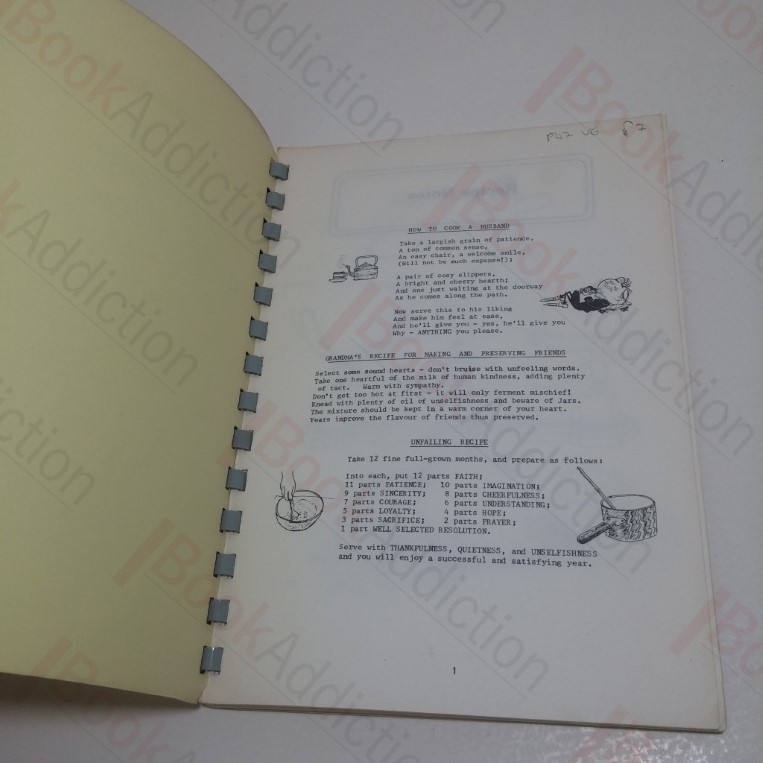 PB2 VG $7
HOW TO COOK A HUSBAND
Take a largish grain of patience,
A ton of common sense,
An easy chair, a welcome smile,
(Will not be much expense!);
A pair of cosy slippers,
A bright and cheery hearth;
And one just waiting at the doorway
As he comes along the path.
Now serve this to his liking
And make him feel at ease,
And he'll give you - yes, he'll give you
Why - ANYTHING you please.
GRANDMA'S RECIPE FOR MAKING AND PRESERVING FRIENDS
Select some sound hearts - don't bruise with unfeeling words.
Take one heartful of the milk of human kindness, adding plenty
of tact. Warm with sympathy.
Don't get too hot at first - it will only ferment mischief!
Knead with plenty of oil of unselfishness and beware of Jars.
The mixture should be kept in a warm corner of your heart.
Years improve the flavour of friends thus preserved.
UNFAILING RECIPE
Take 12 fine full-grown months, and prepare as follows:
Into each, put 12 parts FAITH;
11 parts PATIENCE; 10 parts IMAGINATION;
9 parts SINCERITY; 8 parts CHEERFULNESS;
7 parts COURAGE; 6 parts UNDERSTANDING;
5 parts LOYALTY; 4 parts HOPE;
3 parts SACRIFICE; 2 parts PRAYER;
1 part WELL SELECTED RESOLUTION.
Serve with THANKFULNESS, QUIETNESS, and UNSELFISHNESS
and you will enjoy a successful and satisfying year.
1
BookAddiction